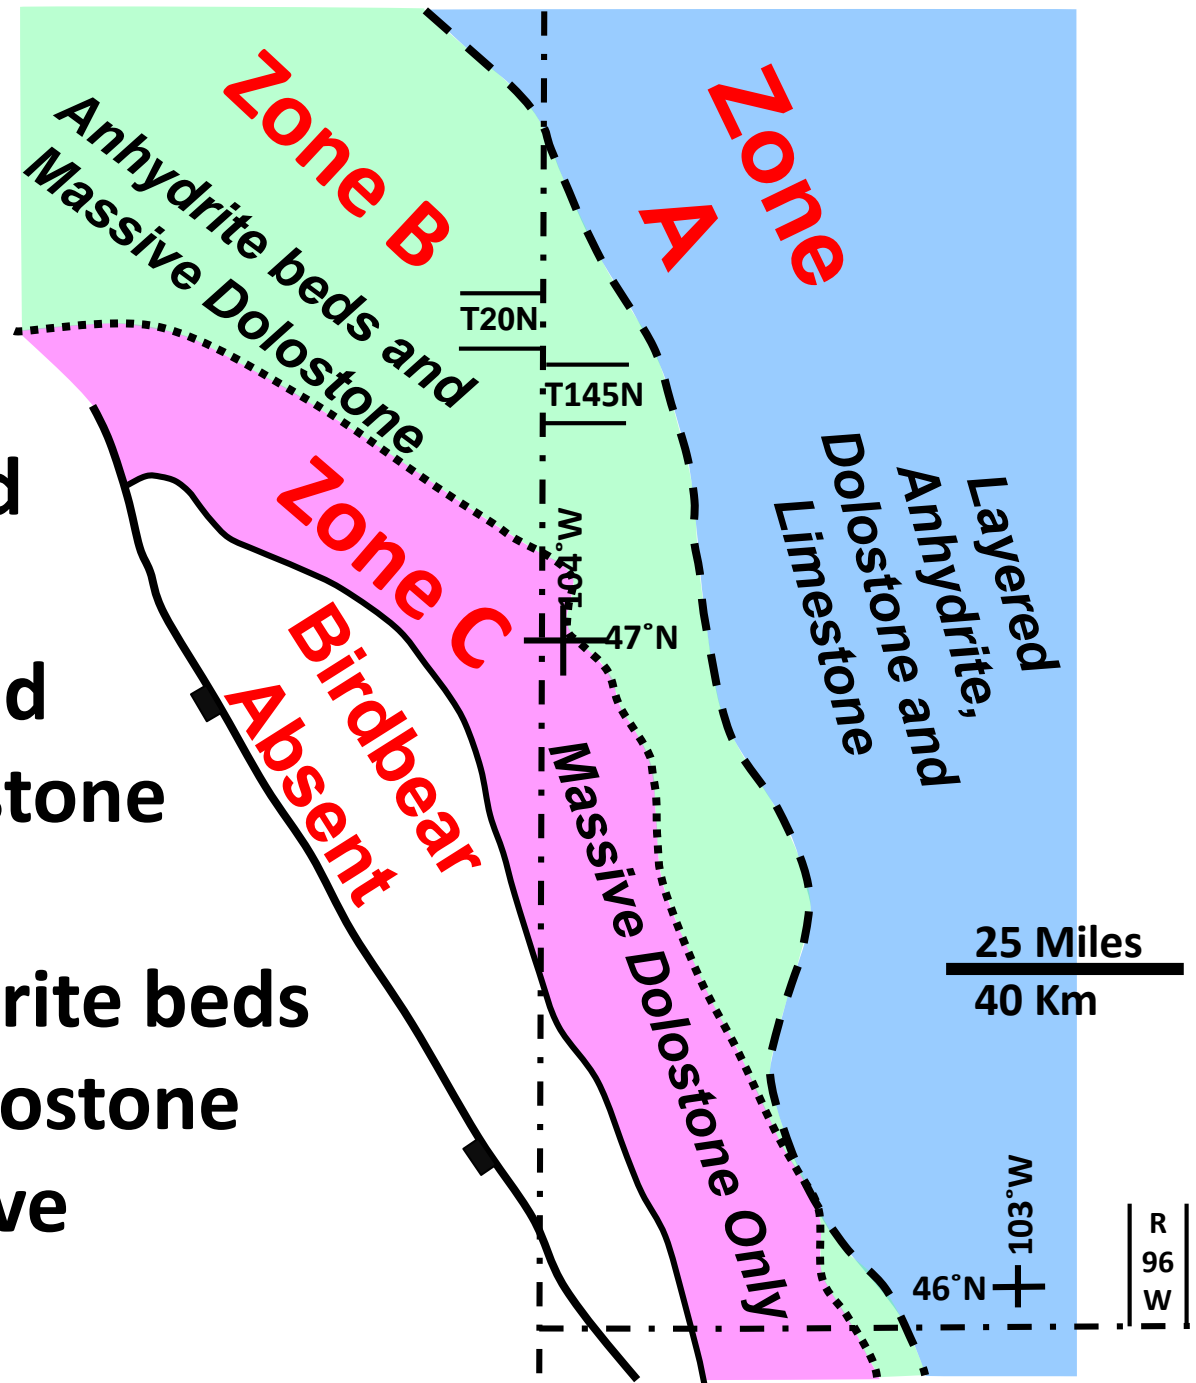 Zone B
Anhydrite beds and
Massive Dolostone
Zone
A
T20N
T145N
Layered
Anhydrite,
Dolostone and
Limestone
Zone C
104°W
47°N
Birdbear
Absent
Massive Dolostone Only
25 Miles
40 Km
103°W
46°N
R
96
W
d
d
stone
rite beds
ostone
ve